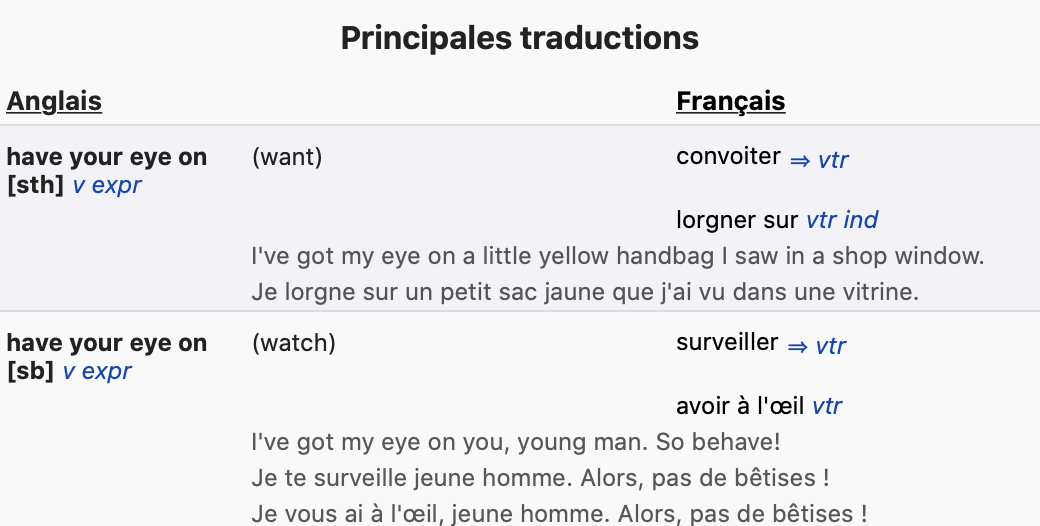 Principales traductions
Anglais Français
have your eye on (want) convoiter ⇒ vtr
[sth] v expr
lorgner sur vtr ind
I've got my eye on a little yellow handbag I saw in a shop window.
Je lorgne sur un petit sac jaune que j'ai vu dans une vitrine.
have your eye on (watch) surveiller ⇒ vtr
[sb] v expr
avoir à l'œil vtr
I've got my eye on you, young man. So behave!
Je te surveille jeune homme. Alors, pas de bêtises !
Je vous ai à l'œil, jeune homme. Alors, pas de bêtises !